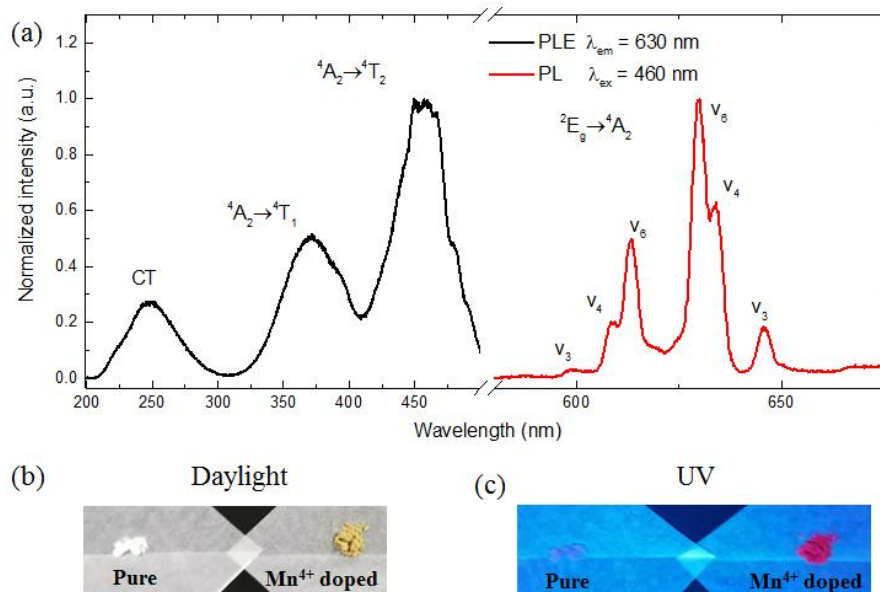 (a)
Normalized intensity (a.u.)
1.2
1.0
0.8
0.6
0.4
0.2
0.0
CT
⁴A₂→⁴T₁
⁴A₂→⁴T₂
PLE λem = 630 nm
PL λex = 460 nm
²Eg→⁴A₂
v₃
v₄
v₆
v₆
v₄
v₃
200 250 300 350 400 450 600 650
Wavelength (nm)
(b) Daylight
Pure Mn⁴⁺ doped
(c) UV
Pure Mn⁴⁺ doped